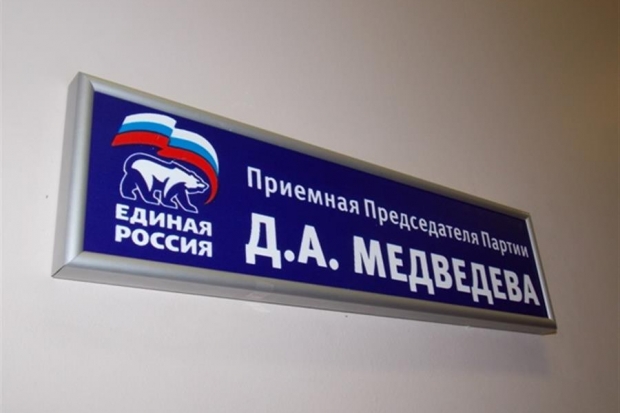 ЕДИНАЯ
РОССИЯ
Приемная Председателя Партии
Д.А. МЕДВЕДЕВА